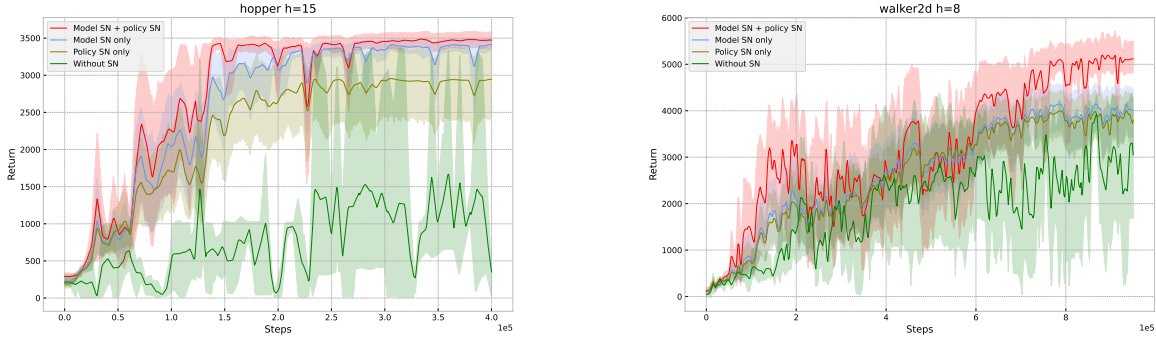 hopper h=15
Model SN + policy SN
Model SN only
Policy SN only
Without SN
Return
3500
3000
2500
2000
1500
1000
500
0
0.0 0.5 1.0 1.5 2.0 2.5 3.0 3.5 4.0
1e5
Steps
walker2d h=8
Model SN + policy SN
Model SN only
Policy SN only
Without SN
Return
6000
5000
4000
3000
2000
1000
0
0 2 4 6 8
1e5
Steps